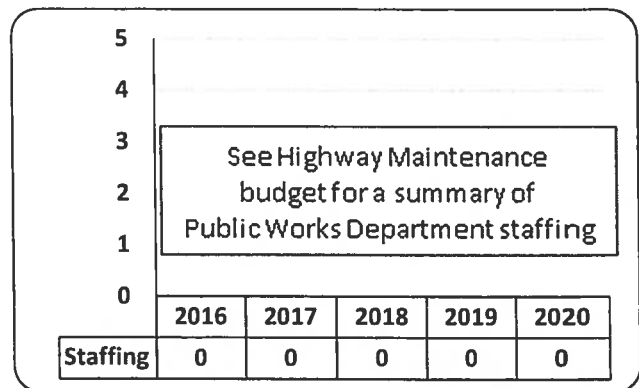 5
4
3
2
1
0
See Highway Maintenance
budget for a summary of
Public Works Department staffing
2016 2017 2018 2019 2020
Staffing 0 0 0 0 0